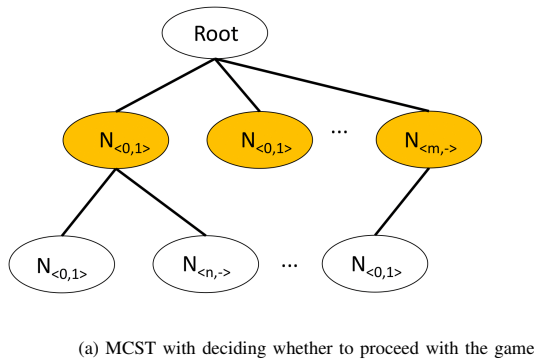 Root
N<0,1> N<0,1> ... N<m,->
N<0,1> N<n,-> ... N<0,1>
(a) MCST with deciding whether to proceed with the game